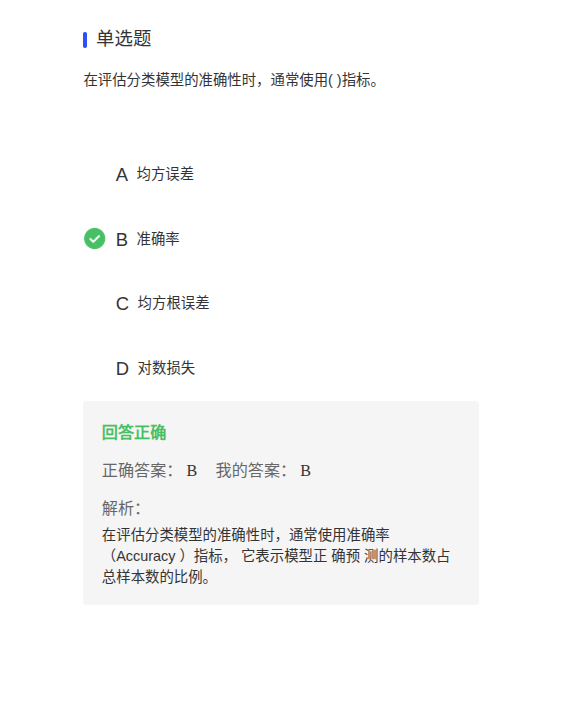 单选题
在评估分类模型的准确性时，通常使用( )指标。
A 均方误差
B 准确率
C 均方根误差
D 对数损失
回答正确
正确答案： B 我的答案： B
解析：
在评估分类模型的准确性时，通常使用准确率
（Accuracy ）指标， 它表示模型正 确预 测的样本数占
总样本数的比例。